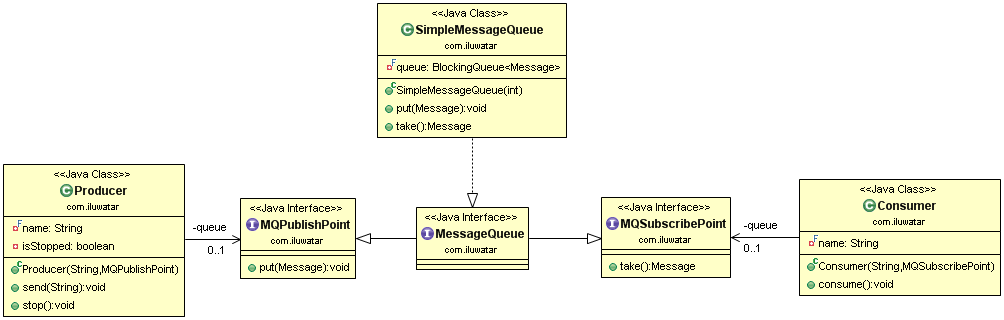 <<Java Class>>
SimpleMessageQueue
com.iluwatar
queue: BlockingQueue<Message>
SimpleMessageQueue(int)
put(Message):void
take():Message
<<Java Class>>
Producer
com.iluwatar
name: String
isStopped: boolean
Producer(String,MQPublishPoint)
send(String):void
stop():void
-queue
0..1
<<Java Interface>>
MQPublishPoint
com.iluwatar
put(Message):void
<<Java Interface>>
MessageQueue
com.iluwatar
<<Java Interface>>
MQSubscribePoint
com.iluwatar
take():Message
-queue
0..1
<<Java Class>>
Consumer
com.iluwatar
name: String
Consumer(String,MQSubscribePoint)
consume():void